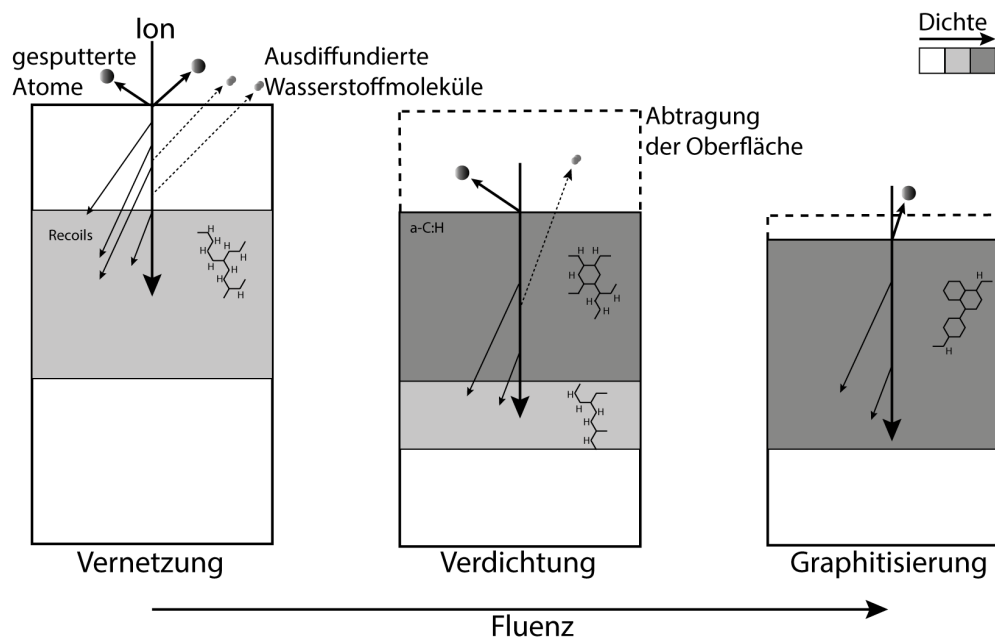 Ion
gesputterte
Atome
Ausdiffundierte
Wasserstoffmoleküle
Dichte
Abtragung
der Oberfläche
Recoils
H
H
H
H
H
H
H
a-C:H
H H
H
H
H
H
H
H
H
H
H
H
Vernetzung
Verdichtung
Graphitisierung
Fluenz